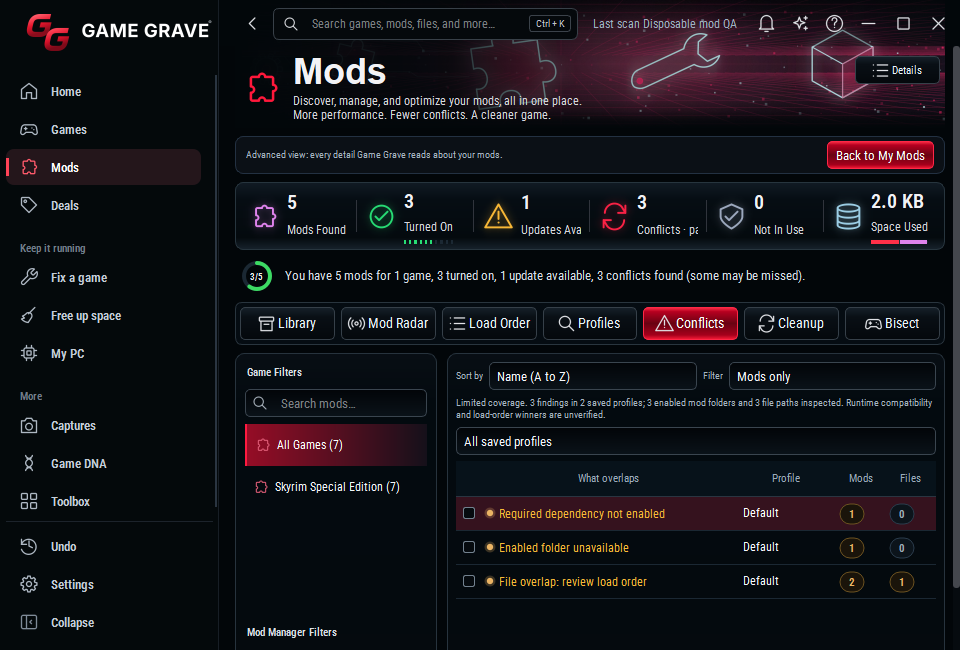 GAME GRAVE
Search games, mods, files, and more...
Ctrl + K
Last scan Disposable mod QA
Mods
Discover, manage, and optimize your mods, all in one place.
More performance. Fewer conflicts. A cleaner game.
Details
Home
Games
Mods
Deals
Keep it running
Fix a game
Free up space
My PC
More
Captures
Game DNA
Toolbox
Undo
Settings
Collapse
Advanced view: every detail Game Grave reads about your mods.
Back to My Mods
5
Mods Found
3
Turned On
1
Updates Ava
3
Conflicts · pa
0
Not In Use
2.0 KB
Space Used
3/5
You have 5 mods for 1 game, 3 turned on, 1 update available, 3 conflicts found (some may be missed).
Library
Mod Radar
Load Order
Profiles
Conflicts
Cleanup
Bisect
Game Filters
Search mods...
All Games (7)
Skyrim Special Edition (7)
Mod Manager Filters
Sort by
Name (A to Z)
Filter
Mods only
Limited coverage. 3 findings in 2 saved profiles; 3 enabled mod folders and 3 file paths inspected. Runtime compatibility
and load-order winners are unverified.
All saved profiles
What overlaps Profile Mods Files
Required dependency not enabled Default 1 0
Enabled folder unavailable Default 1 0
File overlap: review load order Default 2 1